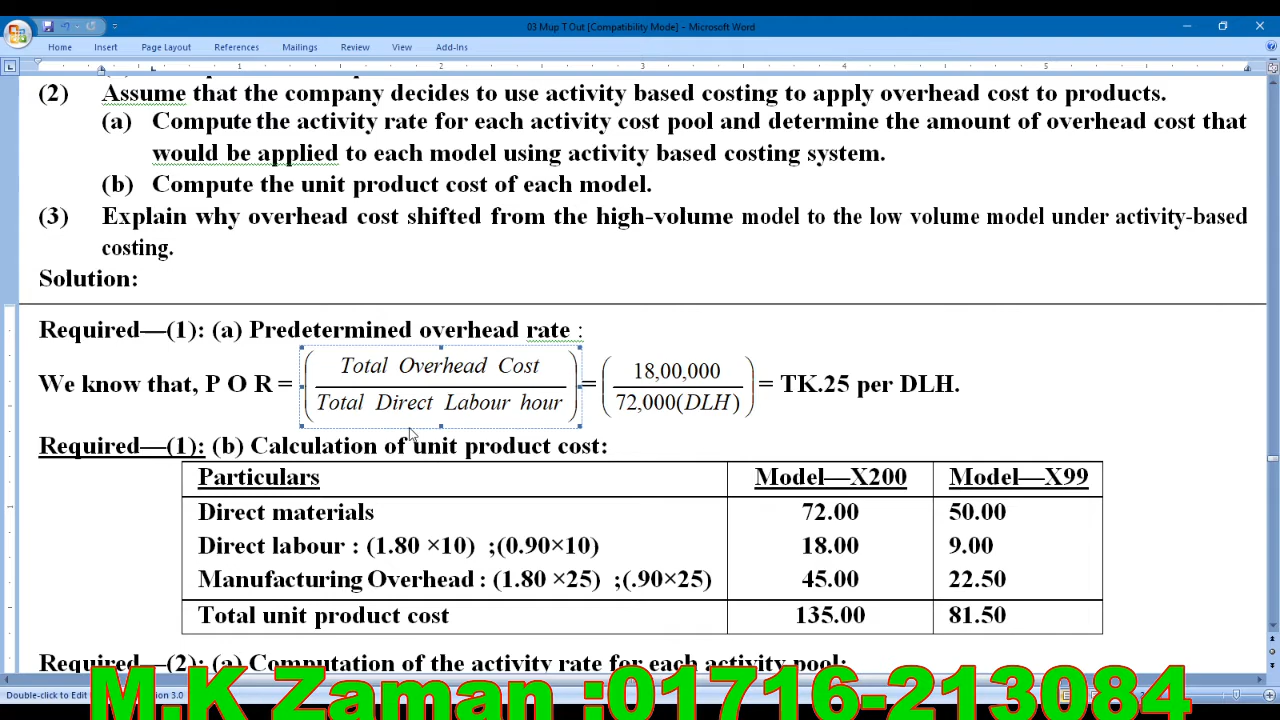 03 Mup T Out [Compatibility Mode] – Microsoft Word
Home Insert Page Layout References Mailings Review View Add-Ins
1 2 3 4 5
(2) Assume that the company decides to use activity based costing to apply overhead cost to products.
(a) Compute the activity rate for each activity cost pool and determine the amount of overhead cost that
would be applied to each model using activity based costing system.
(b) Compute the unit product cost of each model.
(3) Explain why overhead cost shifted from the high-volume model to the low volume model under activity-based
costing.
Solution:
Required—(1): (a) Predetermined overhead rate :
We know that, P O R = (Total Overhead Cost / Total Direct Labour hour) = (18,00,000 / 72,000(DLH)) = TK.25 per DLH.
Required—(1): (b) Calculation of unit product cost:
Particulars Model—X200 Model—X99
Direct materials 72.00 50.00
Direct labour : (1.80 ×10) ;(0.90×10) 18.00 9.00
Manufacturing Overhead : (1.80 ×25) ;(.90×25) 45.00 22.50
Total unit product cost 135.00 81.50
Required—(2): (a) Computation of the activity rate for each activity pool:
M.K Zaman :01716-213084
Double-click to Edit